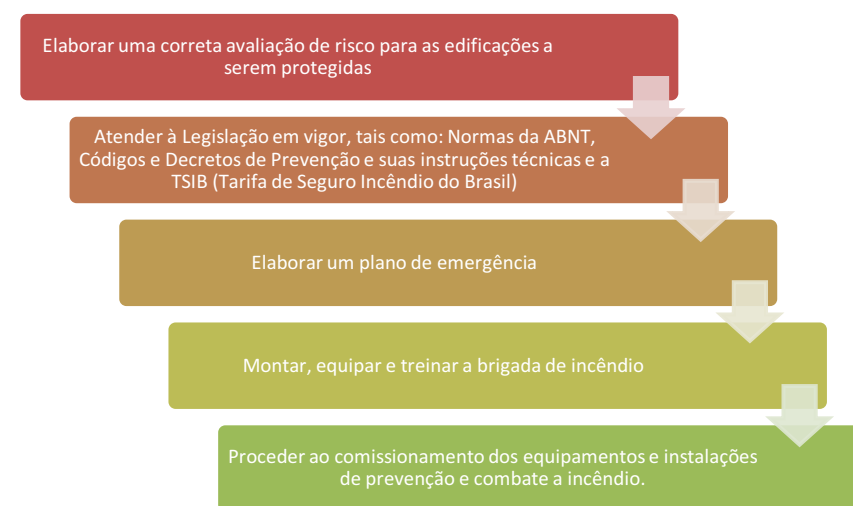 Elaborar uma correta avaliação de risco para as edificações a
serem protegidas
Atender à Legislação em vigor, tais como: Normas da ABNT,
Códigos e Decretos de Prevenção e suas instruções técnicas e a
TSIB (Tarifa de Seguro Incêndio do Brasil)
Elaborar um plano de emergência
Montar, equipar e treinar a brigada de incêndio
Proceder ao comissionamento dos equipamentos e instalações
de prevenção e combate a incêndio.